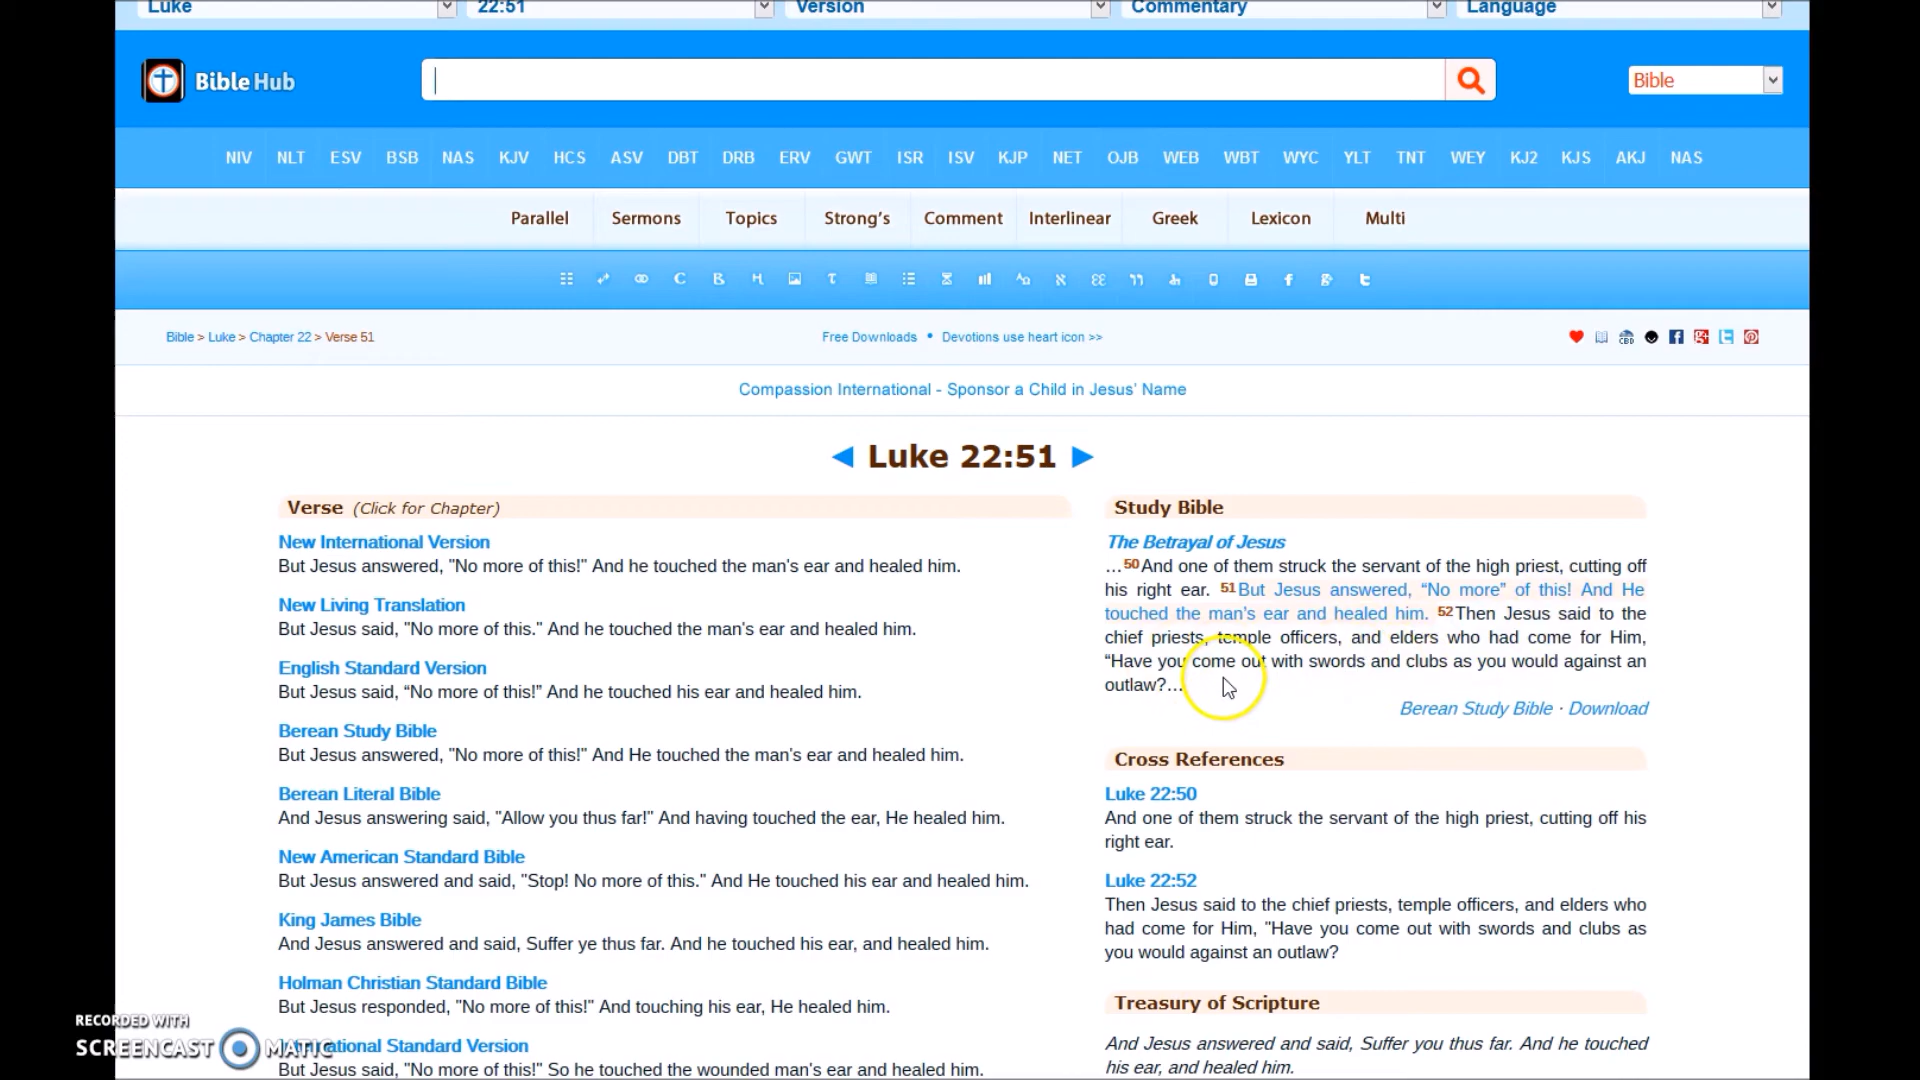 Luke 22:51 Version Commentary Language
Bible Hub Bible
NIV NLT ESV BSB NAS KJV HCS ASV DBT DRB ERV GWT ISR ISV KJP NET OJB WEB WBT WYC YLT TNT WEY KJ2 KJS AKJ NAS
Parallel Sermons Topics Strong's Comment Interlinear Greek Lexicon Multi
Bible > Luke > Chapter 22 > Verse 51 Free Downloads • Devotions use heart icon >>
Compassion International - Sponsor a Child in Jesus' Name
◄ Luke 22:51 ►
Verse (Click for Chapter)
New International Version
But Jesus answered, "No more of this!" And he touched the man's ear and healed him.
New Living Translation
But Jesus said, "No more of this." And he touched the man's ear and healed him.
English Standard Version
But Jesus said, “No more of this!” And he touched his ear and healed him.
Berean Study Bible
But Jesus answered, "No more of this!" And He touched the man's ear and healed him.
Berean Literal Bible
And Jesus answering said, "Allow you thus far!" And having touched the ear, He healed him.
New American Standard Bible
But Jesus answered and said, "Stop! No more of this." And He touched his ear and healed him.
King James Bible
And Jesus answered and said, Suffer ye thus far. And he touched his ear, and healed him.
Holman Christian Standard Bible
But Jesus responded, "No more of this!" And touching his ear, He healed him.
International Standard Version
But Jesus said, "No more of this!" So he touched the wounded man's ear and healed him.
Study Bible
The Betrayal of Jesus
…50And one of them struck the servant of the high priest, cutting off
his right ear. 51But Jesus answered, “No more” of this! And He
touched the man’s ear and healed him. 52Then Jesus said to the
chief priests, temple officers, and elders who had come for Him,
“Have you come out with swords and clubs as you would against an
outlaw?…
Berean Study Bible · Download
Cross References
Luke 22:50
And one of them struck the servant of the high priest, cutting off his
right ear.
Luke 22:52
Then Jesus said to the chief priests, temple officers, and elders who
had come for Him, "Have you come out with swords and clubs as
you would against an outlaw?
Treasury of Scripture
And Jesus answered and said, Suffer you thus far. And he touched
his ear, and healed him.
RECORDED WITH
SCREENCAST MATIC